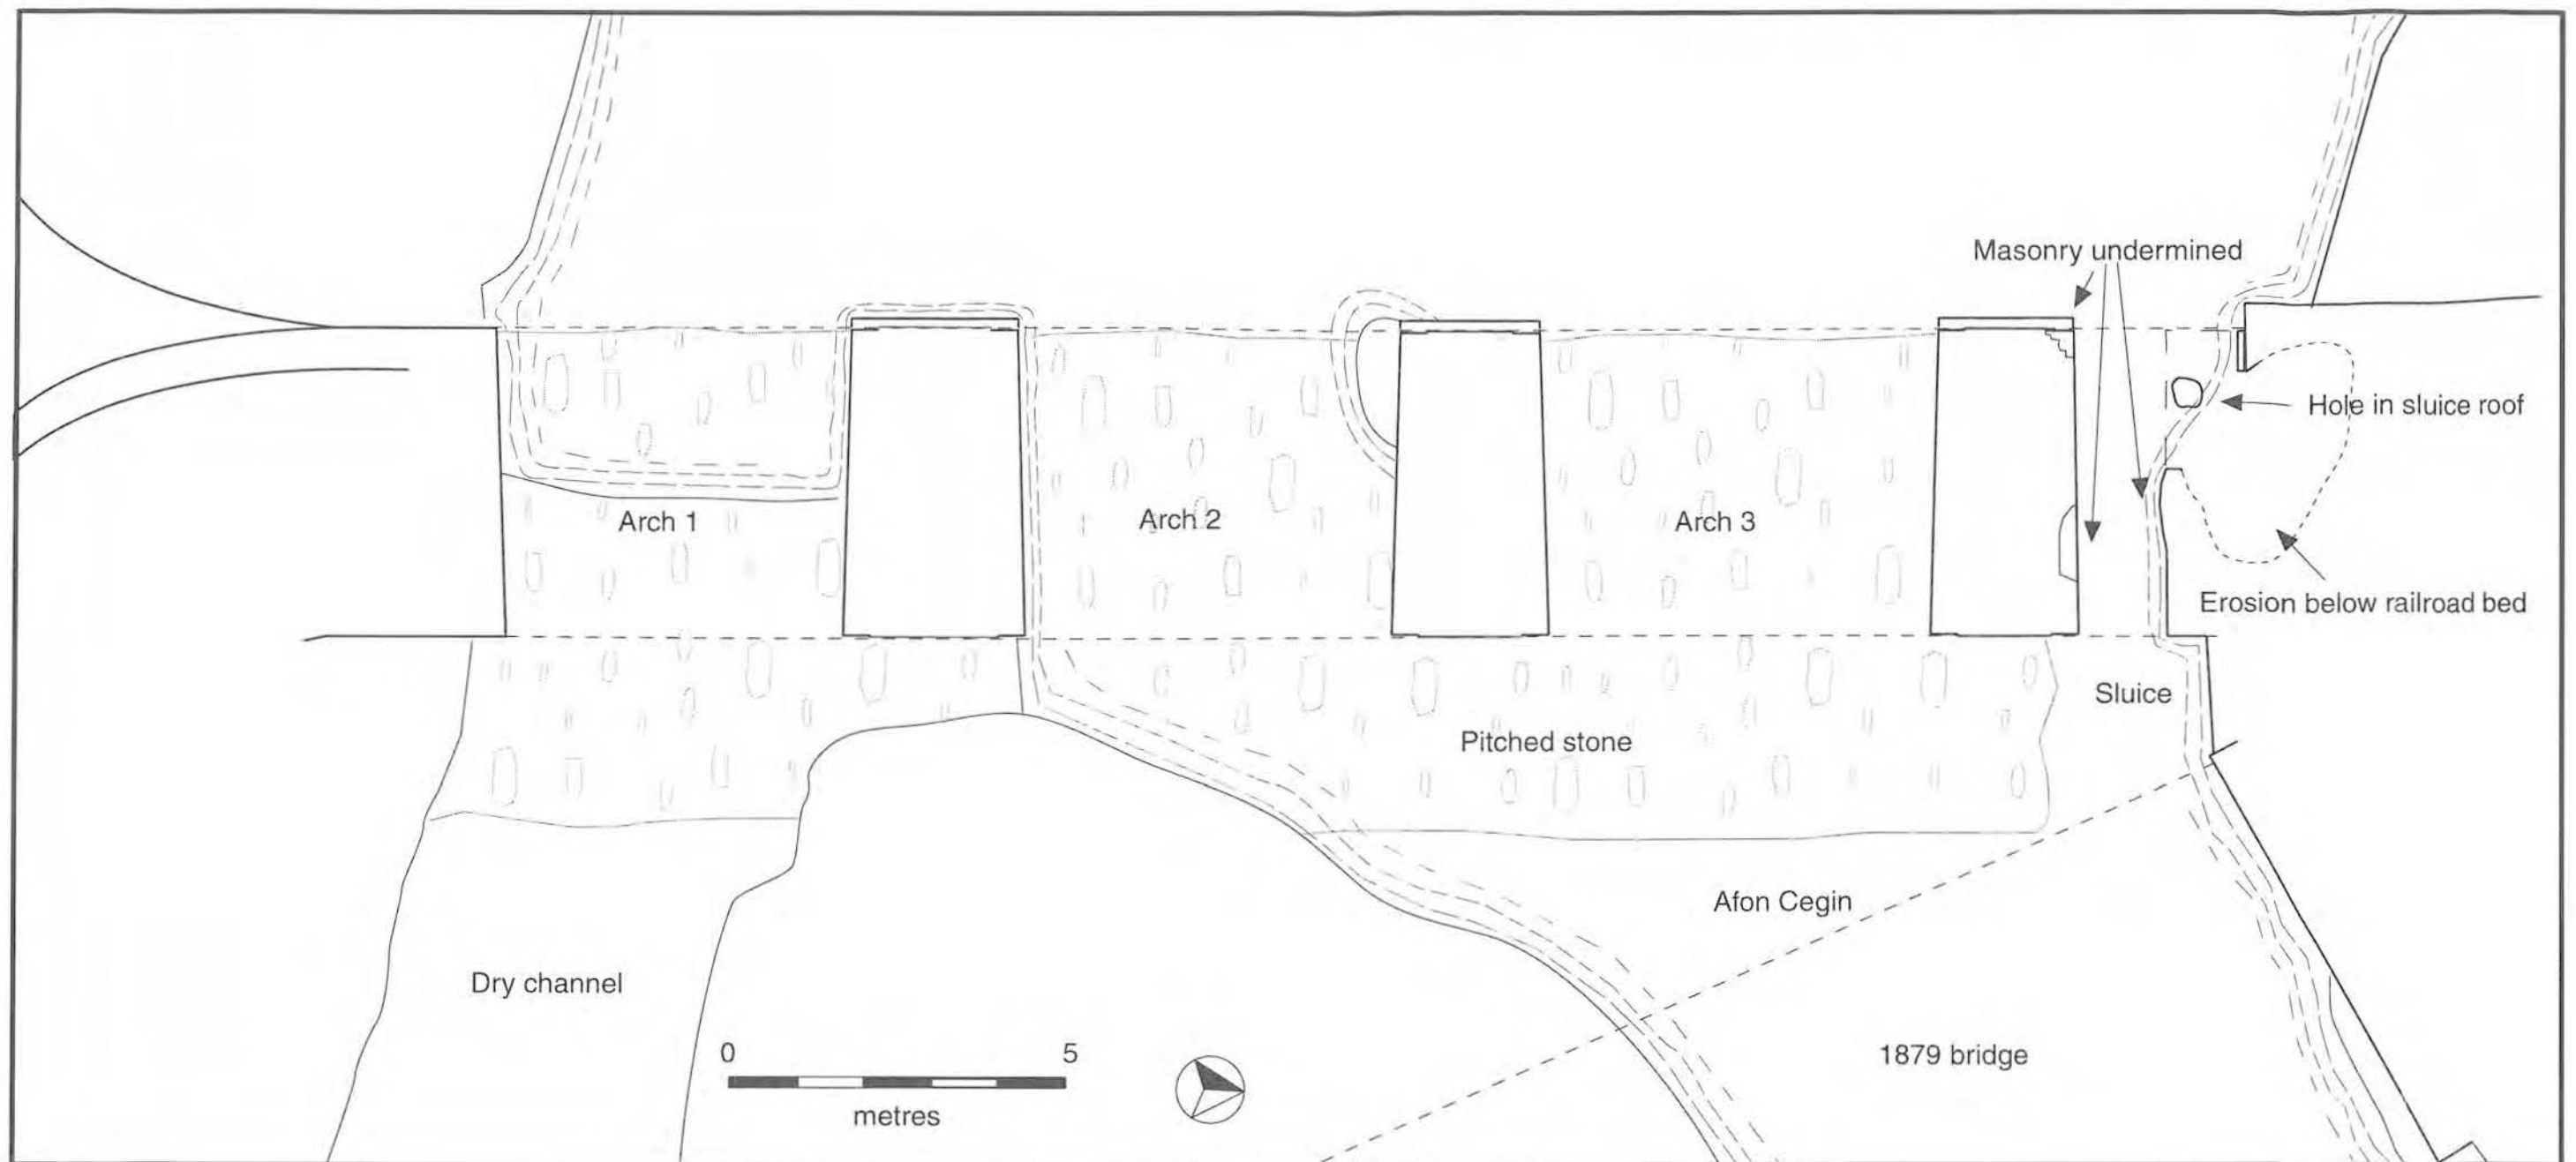 Masonry undermined
Hole in sluice roof
Arch 1
Arch 2
Arch 3
Erosion below railroad bed
Sluice
Pitched stone
Afon Cegin
Dry channel
0 5
metres
1879 bridge